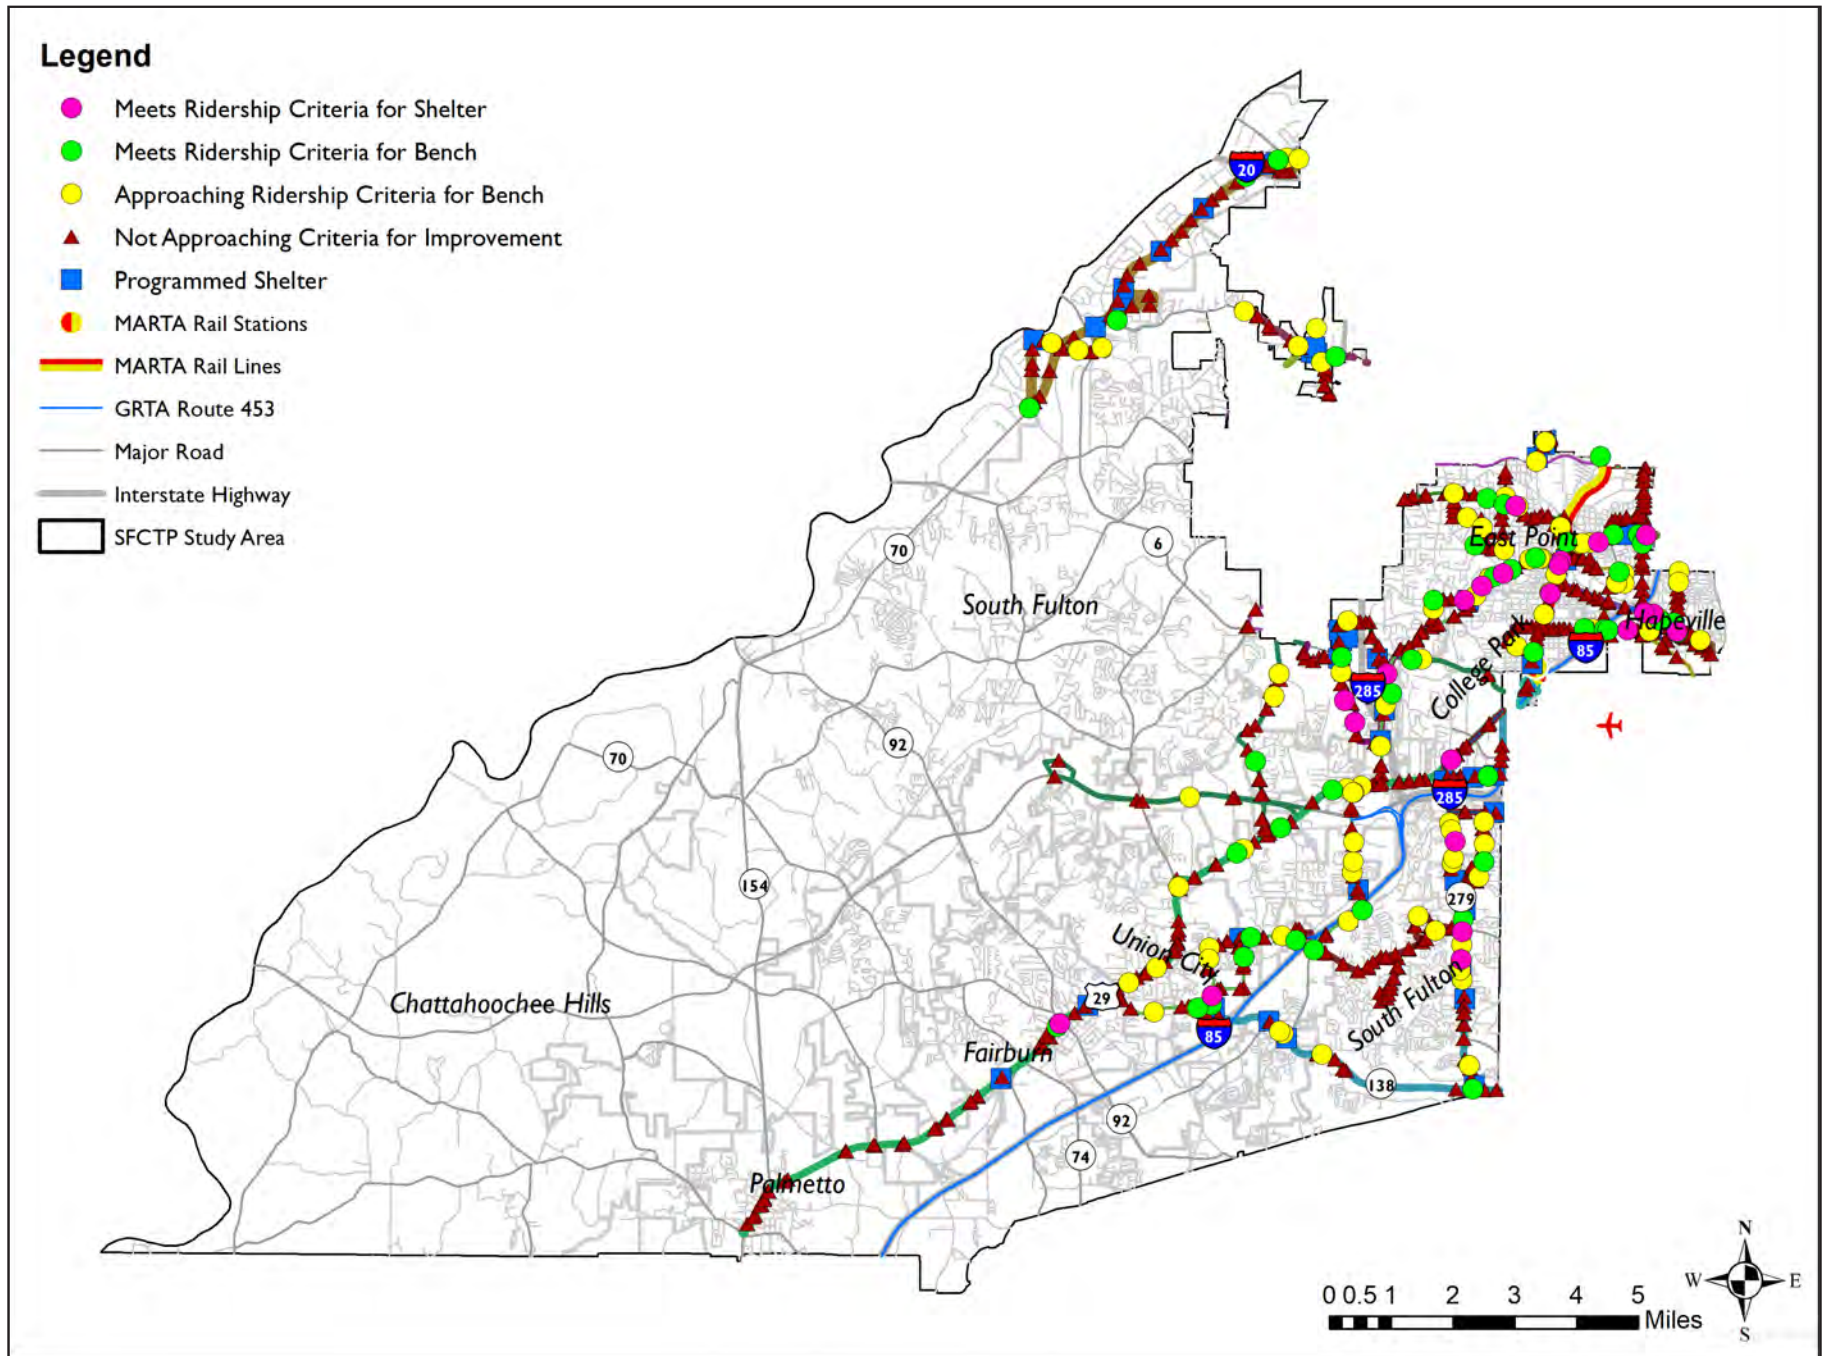 Legend
Meets Ridership Criteria for Shelter
Meets Ridership Criteria for Bench
Approaching Ridership Criteria for Bench
Not Approaching Criteria for Improvement
Programmed Shelter
MARTA Rail Stations
MARTA Rail Lines
GRTA Route 453
Major Road
Interstate Highway
SFCTP Study Area
20
East Point
70
6
South Fulton
Hapeville
College Park
85
285
92
70
285
154
279
Union City
Chattahoochee Hills
29
South Fulton
85
Fairburn
138
92
74
Palmetto
N
W
E
S
0 0.5 1 2 3 4 5
Miles